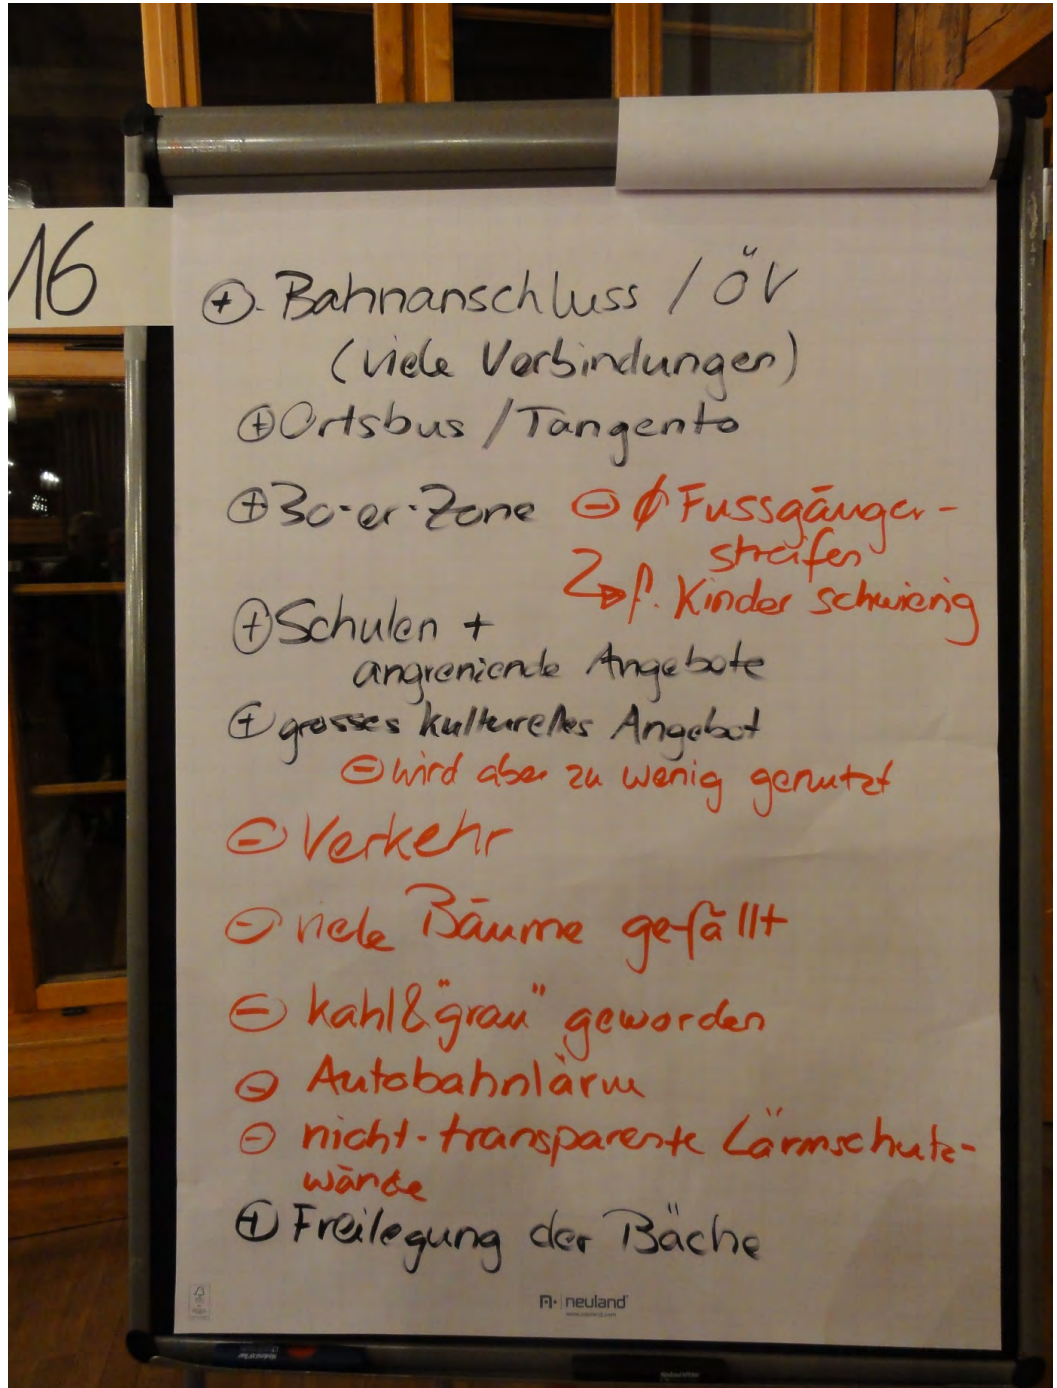 16
⊕ Bahnanschluss / ÖV
(viele Verbindungen)
⊕ Ortsbus / Tangento
⊕ 30-er-Zone ⊖ ∅ Fussgänger-
streifen
↳ f. Kinder schwierig
⊕ Schulen +
angrenzende Angebote
⊕ grosses kulturelles Angebot
⊖ wird aber zu wenig genutzt
⊖ Verkehr
⊖ viele Bäume gefällt
⊖ kahl & "grau" geworden
⊖ Autobahnlärm
⊖ nicht-transparente Lärmschutz-
wände
⊕ Freilegung der Bäche
neuland